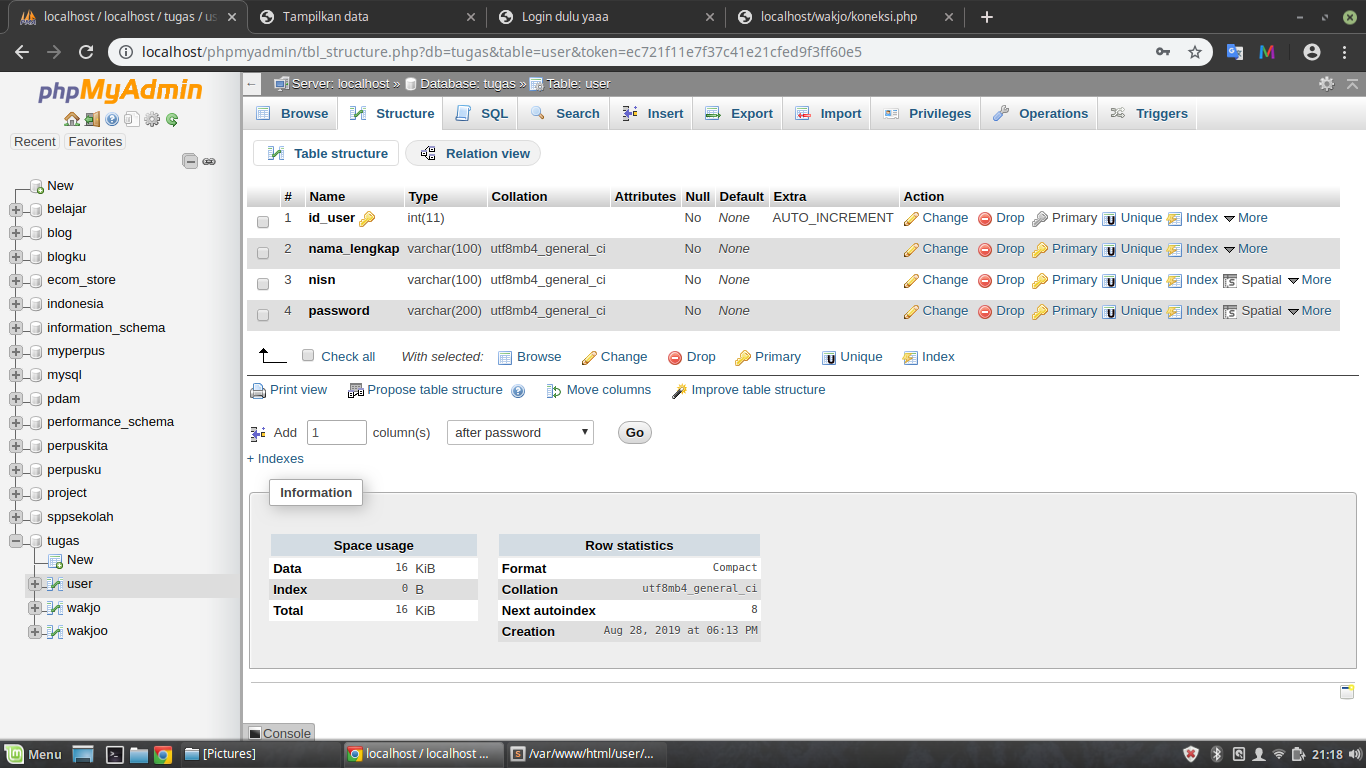 localhost / localhost / tugas / us
Tampilkan data
Login dulu yaaa
localhost/wakjo/koneksi.php
localhost/phpmyadmin/tbl_structure.php?db=tugas&table=user&token=ec721f11e7f37c41e21cfed9f3ff60e5
phpMyAdmin
Recent
Favorites
New
belajar
blog
blogku
ecom_store
indonesia
information_schema
myperpus
mysql
pdam
performance_schema
perpuskita
perpusku
project
sppsekolah
tugas
New
user
wakjo
wakjoo
Server: localhost » Database: tugas » Table: user
Browse Structure SQL Search Insert Export Import Privileges Operations Triggers
Table structure Relation view
# Name Type Collation Attributes Null Default Extra Action
1 id_user int(11) No None AUTO_INCREMENT Change Drop Primary Unique Index More
2 nama_lengkap varchar(100) utf8mb4_general_ci No None Change Drop Primary Unique Index More
3 nisn varchar(100) utf8mb4_general_ci No None Change Drop Primary Unique Index Spatial More
4 password varchar(200) utf8mb4_general_ci No None Change Drop Primary Unique Index Spatial More
Check all With selected: Browse Change Drop Primary Unique Index
Print view Propose table structure Move columns Improve table structure
Add 1 column(s) after password Go
+ Indexes
Information
Space usage
Data 16 KiB
Index 0 B
Total 16 KiB
Row statistics
Format Compact
Collation utf8mb4_general_ci
Next autoindex 8
Creation Aug 28, 2019 at 06:13 PM
Console
Menu
[Pictures]
localhost / localhost ...
/var/www/html/user/...
21:18